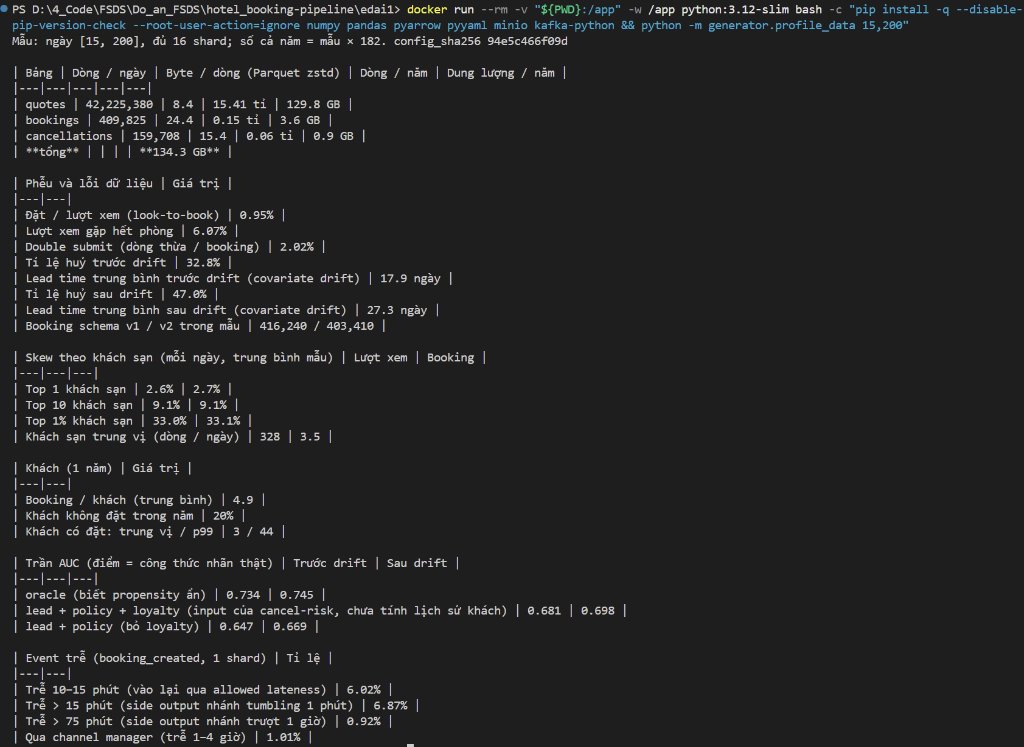 PS D:\4_Code\FSDS\Do_an_FSDS\hotel_booking-pipeline\edai1> docker run --rm -v "${PWD}:/app" -w /app python:3.12-slim bash -c "pip install -q --disable-
pip-version-check --root-user-action=ignore numpy pandas pyarrow pyyaml minio kafka-python && python -m generator.profile_data 15,200"
Mẫu: ngày [15, 200], đủ 16 shard; số cả năm = mẫu × 182. config_sha256 94e5c466f09d

| Bảng | Dòng / ngày | Byte / dòng (Parquet zstd) | Dòng / năm | Dung lượng / năm |
|---|---|---|---|---|
| quotes | 42,225,380 | 8.4 | 15.41 tỉ | 129.8 GB |
| bookings | 409,825 | 24.4 | 0.15 tỉ | 3.6 GB |
| cancellations | 159,708 | 15.4 | 0.06 tỉ | 0.9 GB |
| **tổng** | | | | **134.3 GB** |

| Phễu và lỗi dữ liệu | Giá trị |
|---|---|
| Đặt / lượt xem (look-to-book) | 0.95% |
| Lượt xem gặp hết phòng | 6.07% |
| Double submit (dòng thừa / booking) | 2.02% |
| Tỉ lệ huỷ trước drift | 32.8% |
| Lead time trung bình trước drift (covariate drift) | 17.9 ngày |
| Tỉ lệ huỷ sau drift | 47.0% |
| Lead time trung bình sau drift (covariate drift) | 27.3 ngày |
| Booking schema v1 / v2 trong mẫu | 416,240 / 403,410 |

| Skew theo khách sạn (mỗi ngày, trung bình mẫu) | Lượt xem | Booking |
|---|---|---|
| Top 1 khách sạn | 2.6% | 2.7% |
| Top 10 khách sạn | 9.1% | 9.1% |
| Top 1% khách sạn | 33.0% | 33.1% |
| Khách sạn trung vị (dòng / ngày) | 328 | 3.5 |

| Khách (1 năm) | Giá trị |
|---|---|
| Booking / khách (trung bình) | 4.9 |
| Khách không đặt trong năm | 20% |
| Khách có đặt: trung vị / p99 | 3 / 44 |

| Trần AUC (điểm = công thức nhãn thật) | Trước drift | Sau drift |
|---|---|---|
| oracle (biết propensity ẩn) | 0.734 | 0.745 |
| lead + policy + loyalty (input của cancel-risk, chưa tính lịch sử khách) | 0.681 | 0.698 |
| lead + policy (bỏ loyalty) | 0.647 | 0.669 |

| Event trễ (booking_created, 1 shard) | Tỉ lệ |
|---|---|
| Trễ 10–15 phút (vào lại qua allowed lateness) | 6.02% |
| Trễ > 15 phút (side output nhánh tumbling 1 phút) | 6.87% |
| Trễ > 75 phút (side output nhánh trượt 1 giờ) | 0.92% |
| Qua channel manager (trễ 1–4 giờ) | 1.01% |